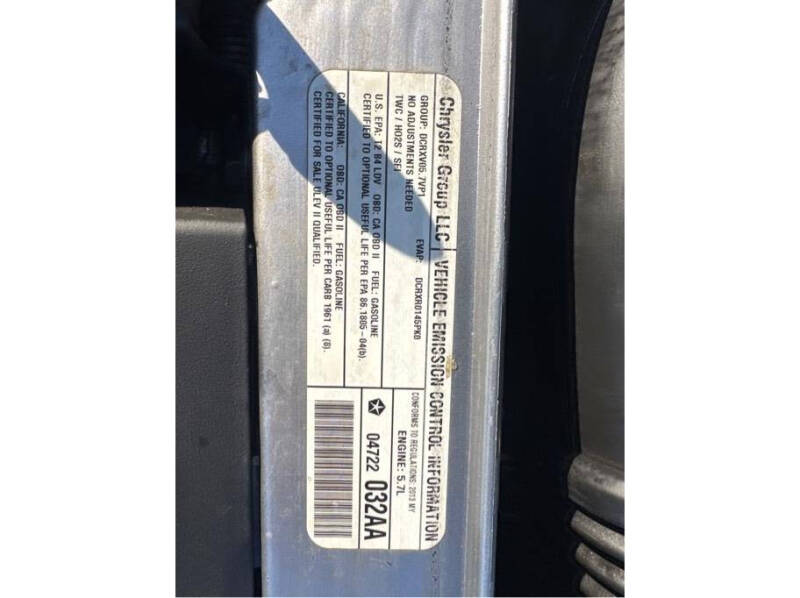 Chrysler Group LLC VEHICLE EMISSION CONTROL INFORMATION
GROUP: DCRXV05.7VP1 EVAP: DCRXR0145PK0
NO ADJUSTMENTS NEEDED
TWC / HO2S / SFI
U.S. EPA: T2 B4 LDV OBD: CA OBD II FUEL: GASOLINE
CERTIFIED TO OPTIONAL USEFUL LIFE PER EPA 86.1805-04(b).
CALIFORNIA: OBD: CA OBD II FUEL: GASOLINE
CERTIFIED TO OPTIONAL USEFUL LIFE PER CARB 1961 (a) (8).
CERTIFIED FOR SALE ULEV II QUALIFIED.
CONFORMS TO REGULATIONS: 2013 MY
ENGINE: 5.7L
04722 032AA